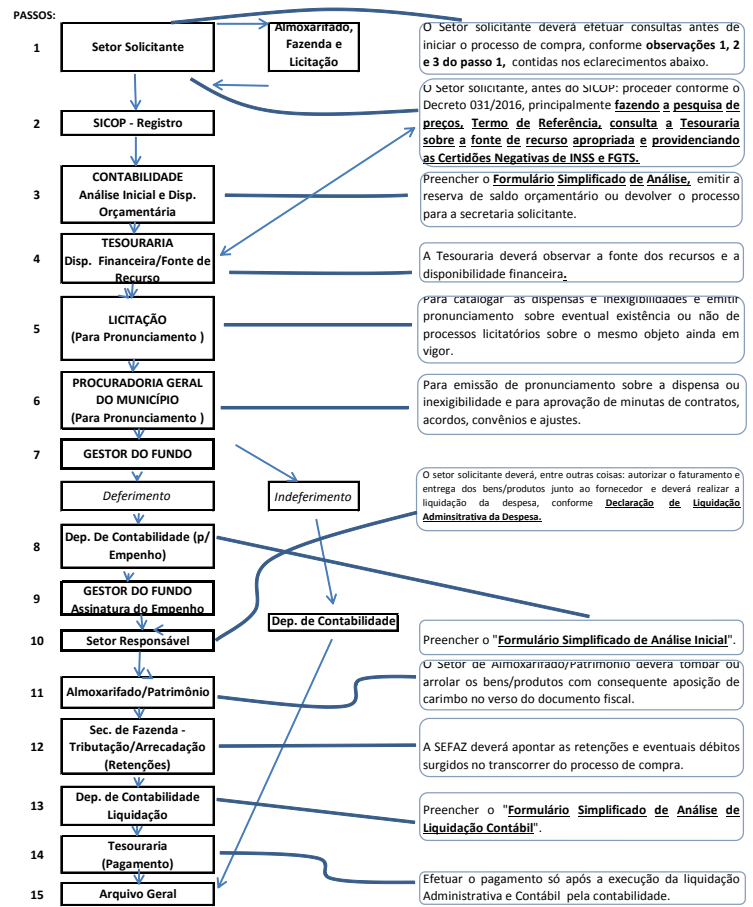 PASSOS:
1
Setor Solicitante
Almoxarifado,
Fazenda e
Licitação
O Setor solicitante deverá efetuar consultas antes de
iniciar o processo de compra, conforme observações 1, 2
e 3 do passo 1, contidas nos eclarecimentos abaixo.
2
SICOP - Registro
O Setor solicitante, antes do SICOP: proceder conforme o
Decreto 031/2016, principalmente fazendo a pesquisa de
preços, Termo de Referência, consulta a Tesouraria
sobre a fonte de recurso apropriada e providenciando
as Certidões Negativas de INSS e FGTS.
3
CONTABILIDADE
Análise Inicial e Disp.
Orçamentária
Preencher o Formulário Simplificado de Análise, emitir a
reserva de saldo orçamentário ou devolver o processo
para a secretaria solicitante.
4
TESOURARIA
Disp. Financeira/Fonte de
Recurso
A Tesouraria deverá observar a fonte dos recursos e a
disponibilidade financeira.
5
LICITAÇÃO
(Para Pronunciamento )
Para catalogar as dispensas e inexigibilidades e emitir
pronunciamento sobre eventual existência ou não de
processos licitatórios sobre o mesmo objeto ainda em
vigor.
6
PROCURADORIA GERAL
DO MUNICÍPIO
(Para Pronunciamento )
Para emissão de pronunciamento sobre a dispensa ou
inexigibilidade e para aprovação de minutas de contratos,
acordos, convênios e ajustes.
7
GESTOR DO FUNDO
Deferimento
Indeferimento
O setor solicitante deverá, entre outras coisas: autorizar o faturamento e
entrega dos bens/produtos junto ao fornecedor e deverá realizar a
liquidação da despesa, conforme Declaração de Liquidação
Adminsitrativa da Despesa.
8
Dep. De Contabilidade (p/
Empenho)
9
GESTOR DO FUNDO
Assinatura do Empenho
Dep. de Contabilidade
10
Setor Responsável
Preencher o "Formulário Simplificado de Análise Inicial".
11
Almoxarifado/Patrimônio
O Setor de Almoxarifado/Patrimônio deverá tombar ou
arrolar os bens/produtos com consequente aposição de
carimbo no verso do documento fiscal.
12
Sec. de Fazenda -
Tributação/Arrecadação
(Retenções)
A SEFAZ deverá apontar as retenções e eventuais débitos
surgidos no transcorrer do processo de compra.
13
Dep. de Contabilidade
Liquidação
Preencher o "Formulário Simplificado de Análise de
Liquidação Contábil".
14
Tesouraria
(Pagamento)
Efetuar o pagamento só após a execução da liquidação
Administrativa e Contábil pela contabilidade.
15
Arquivo Geral